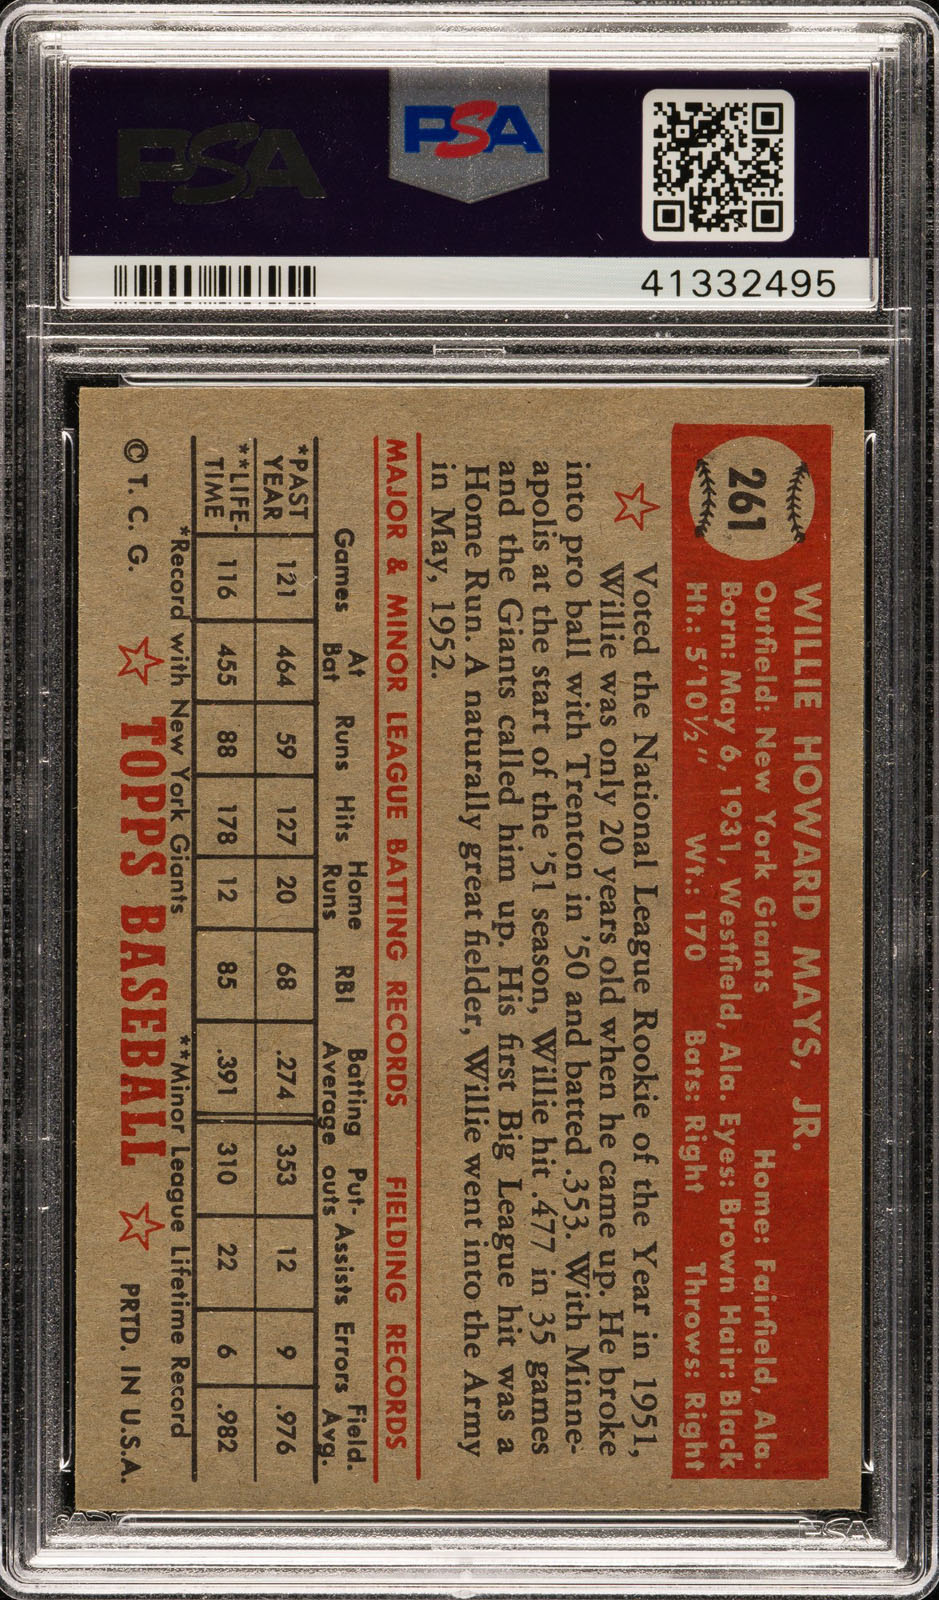 PSA
PSA
41332495
261
WILLIE HOWARD MAYS, JR.
Outfield: New York Giants Home: Fairfield, Ala.
Born: May 6, 1931, Westfield, Ala. Eyes: Brown Hair: Black
Ht.: 5'10½" Wt.: 170 Bats: Right Throws: Right
Voted the National League Rookie of the Year in 1951,
Willie was only 20 years old when he came up. He broke
into pro ball with Trenton in '50 and batted .353. With Minne-
apolis at the start of the '51 season, Willie hit .477 in 35 games
and the Giants called him up. His first Big League hit was a
Home Run. A naturally great fielder, Willie went into the Army
in May, 1952.
MAJOR & MINOR LEAGUE BATTING RECORDS FIELDING RECORDS
Games At Bat Runs Hits Home Runs RBI Batting Average Put-outs Assists Errors Field. Avg.
*PAST YEAR 121 464 59 127 20 68 .274 353 12 9 .976
**LIFE-TIME 116 455 88 178 12 85 .391 310 22 6 .982
*Record with New York Giants **Minor League Lifetime Record
© T. C. G. TOPPS BASEBALL PRTD. IN U.S.A.
PSA